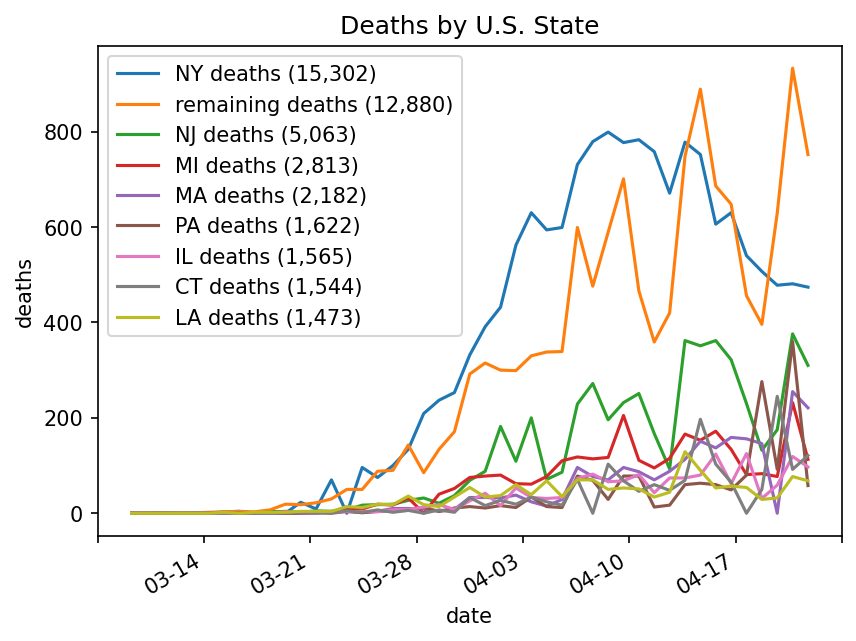 Deaths by U.S. State
NY deaths (15,302)
remaining deaths (12,880)
NJ deaths (5,063)
MI deaths (2,813)
MA deaths (2,182)
PA deaths (1,622)
IL deaths (1,565)
CT deaths (1,544)
LA deaths (1,473)
deaths
800
600
400
200
0
03-14
03-21
03-28
04-03
04-10
04-17
date